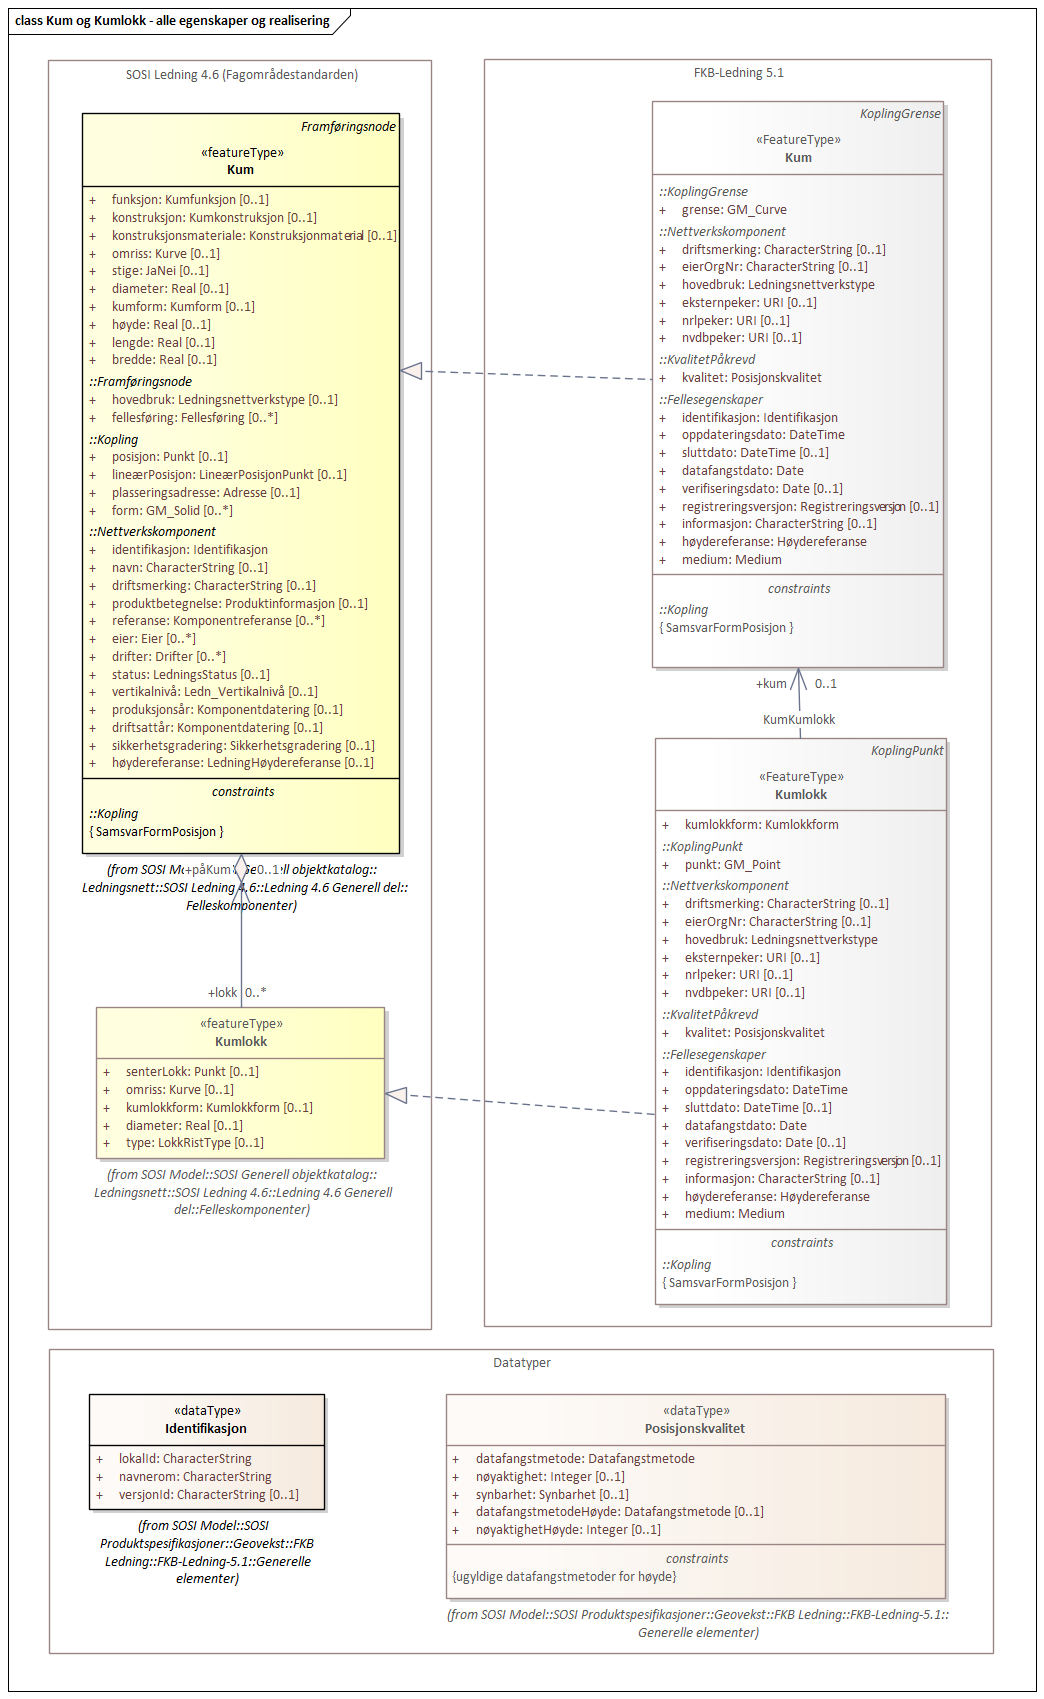 class Kum og Kumlokk - alle egenskaper og realisering
SOSI Ledning 4.6 (Fagområdestandarden)
Framføringsnode
«featureType»
Kum
+ funksjon: Kumfunksjon [0..1]
+ konstruksjon: Kumkonstruksjon [0..1]
+ konstruksjonsmateriale: Konstruksjonmaterial [0..1]
+ omriss: Kurve [0..1]
+ stige: JaNei [0..1]
+ diameter: Real [0..1]
+ kumform: Kumform [0..1]
+ høyde: Real [0..1]
+ lengde: Real [0..1]
+ bredde: Real [0..1]
::Framføringsnode
+ hovedbruk: Ledningsnettverkstype [0..1]
+ fellesføring: Fellesføring [0..*]
::Kopling
+ posisjon: Punkt [0..1]
+ lineærPosisjon: LineærPosisjonPunkt [0..1]
+ plasseringsadresse: Adresse [0..1]
+ form: GM_Solid [0..*]
::Nettverkskomponent
+ identifikasjon: Identifikasjon
+ navn: CharacterString [0..1]
+ driftsmerking: CharacterString [0..1]
+ produktbetegnelse: Produktinformasjon [0..1]
+ referanse: Komponentreferanse [0..*]
+ eier: Eier [0..*]
+ drifter: Drifter [0..*]
+ status: LedningsStatus [0..1]
+ vertikalnivå: Ledn_Vertikalnivå [0..1]
+ produksjonsår: Komponentdatering [0..1]
+ driftsattår: Komponentdatering [0..1]
+ sikkerhetsgradering: Sikkerhetsgradering [0..1]
+ høydereferanse: LedningHøydereferanse [0..1]
constraints
::Kopling
{ SamsvarFormPosisjon }
(from SOSI objektkatalog::
+påKum 0..1
Ledningsnett::SOSI Ledning 4.6::Ledning 4.6 Generell del::
Felleskomponenter)
+lokk 0..*
«featureType»
Kumlokk
+ senterLokk: Punkt [0..1]
+ omriss: Kurve [0..1]
+ kumlokkform: Kumlokkform [0..1]
+ diameter: Real [0..1]
+ type: LokkRistType [0..1]
(from SOSI Model::SOSI Generell objektkatalog::
Ledningsnett::SOSI Ledning 4.6::Ledning 4.6 Generell
del::Felleskomponenter)
FKB-Ledning 5.1
KoplingGrense
«FeatureType»
Kum
::KoplingGrense
+ grense: GM_Curve
::Nettverkskomponent
+ driftsmerking: CharacterString [0..1]
+ eierOrgNr: CharacterString [0..1]
+ hovedbruk: Ledningsnettverkstype
+ eksternpeker: URI [0..1]
+ nrlpeker: URI [0..1]
+ nvdbpeker: URI [0..1]
::KvalitetPåkrevd
+ kvalitet: Posisjonskvalitet
::Fellesegenskaper
+ identifikasjon: Identifikasjon
+ oppdateringsdato: DateTime
+ sluttdato: DateTime [0..1]
+ datafangstdato: Date
+ verifiseringsdato: Date [0..1]
+ registreringsversjon: Registreringsversjon [0..1]
+ informasjon: CharacterString [0..1]
+ høydereferanse: Høydereferanse
+ medium: Medium
constraints
::Kopling
{ SamsvarFormPosisjon }
+kum 0..1
KumKumlokk
KoplingPunkt
«FeatureType»
Kumlokk
+ kumlokkform: Kumlokkform
::KoplingPunkt
+ punkt: GM_Point
::Nettverkskomponent
+ driftsmerking: CharacterString [0..1]
+ eierOrgNr: CharacterString [0..1]
+ hovedbruk: Ledningsnettverkstype
+ eksternpeker: URI [0..1]
+ nrlpeker: URI [0..1]
+ nvdbpeker: URI [0..1]
::KvalitetPåkrevd
+ kvalitet: Posisjonskvalitet
::Fellesegenskaper
+ identifikasjon: Identifikasjon
+ oppdateringsdato: DateTime
+ sluttdato: DateTime [0..1]
+ datafangstdato: Date
+ verifiseringsdato: Date [0..1]
+ registreringsversjon: Registreringsversjon [0..1]
+ informasjon: CharacterString [0..1]
+ høydereferanse: Høydereferanse
+ medium: Medium
constraints
::Kopling
{ SamsvarFormPosisjon }
Datatyper
«dataType»
Identifikasjon
+ lokalId: CharacterString
+ navnerom: CharacterString
+ versjonId: CharacterString [0..1]
(from SOSI Model::SOSI
Produktspesifikasjoner::Geovekst::FKB
Ledning::FKB-Ledning-5.1::Generelle
elementer)
«dataType»
Posisjonskvalitet
+ datafangstmetode: Datafangstmetode
+ nøyaktighet: Integer [0..1]
+ synbarhet: Synbarhet [0..1]
+ datafangstmetodeHøyde: Datafangstmetode [0..1]
+ nøyaktighetHøyde: Integer [0..1]
constraints
{ugyldige datafangstmetoder for høyde}
(from SOSI Model::SOSI Produktspesifikasjoner::Geovekst::FKB Ledning::FKB-Ledning-5.1::
Generelle elementer)